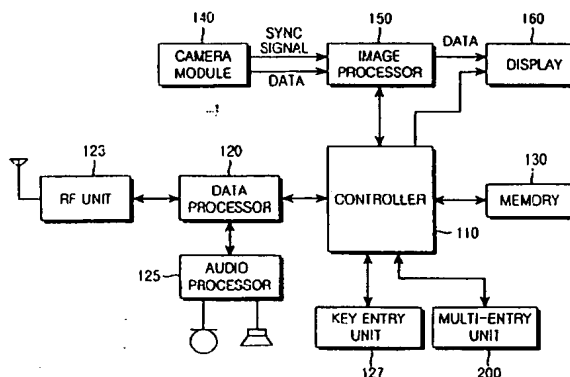 140
150
160
SYNC
SIGNAL
DATA
CAMERA
MODULE
DATA
IMAGE
PROCESSOR
DISPLAY
123
120
130
RF UNIT
DATA
PROCESSOR
CONTROLLER
MEMORY
110
125
AUDIO
PROCESSOR
KEY ENTRY
UNIT
MULTI-ENTRY
UNIT
127
200